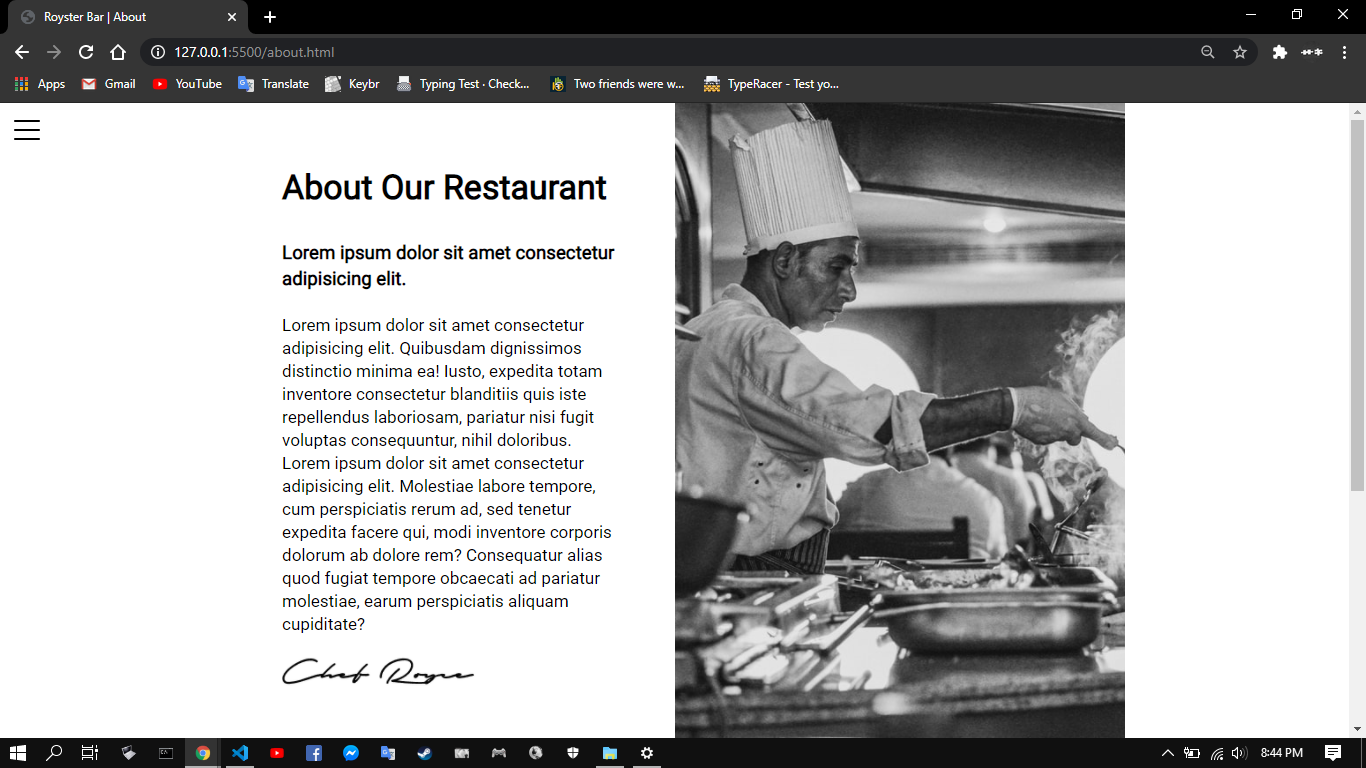 Royster Bar | About
127.0.0.1:5500/about.html
Apps
Gmail
YouTube
Translate
Keybr
Typing Test · Check...
Two friends were w...
TypeRacer - Test yo...
About Our Restaurant
Lorem ipsum dolor sit amet consectetur
adipisicing elit.
Lorem ipsum dolor sit amet consectetur
adipisicing elit. Quibusdam dignissimos
distinctio minima ea! Iusto, expedita totam
inventore consectetur blanditiis quis iste
repellendus laboriosam, pariatur nisi fugit
voluptas consequuntur, nihil doloribus.
Lorem ipsum dolor sit amet consectetur
adipisicing elit. Molestiae labore tempore,
cum perspiciatis rerum ad, sed tenetur
expedita facere qui, modi inventore corporis
dolorum ab dolore rem? Consequatur alias
quod fugiat tempore obcaecati ad pariatur
molestiae, earum perspiciatis aliquam
cupiditate?
Chef Royce
8:44 PM